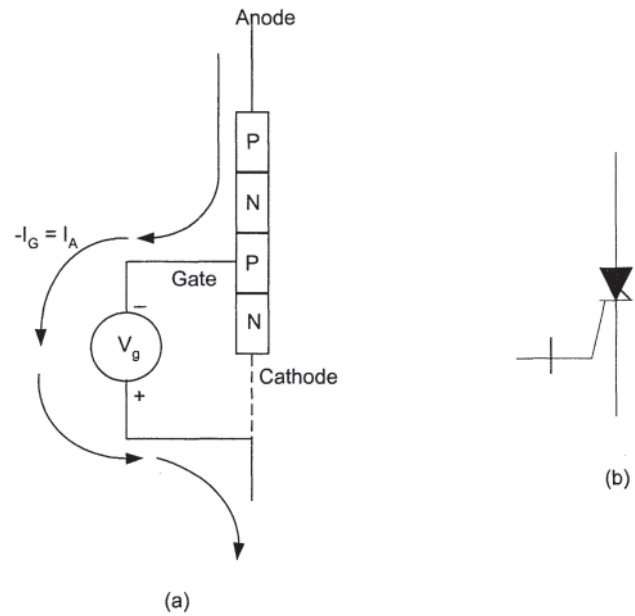 Anode
P
N
-I_G = I_A
P
Gate
N
−
V_g
+
Cathode
(a)
(b)